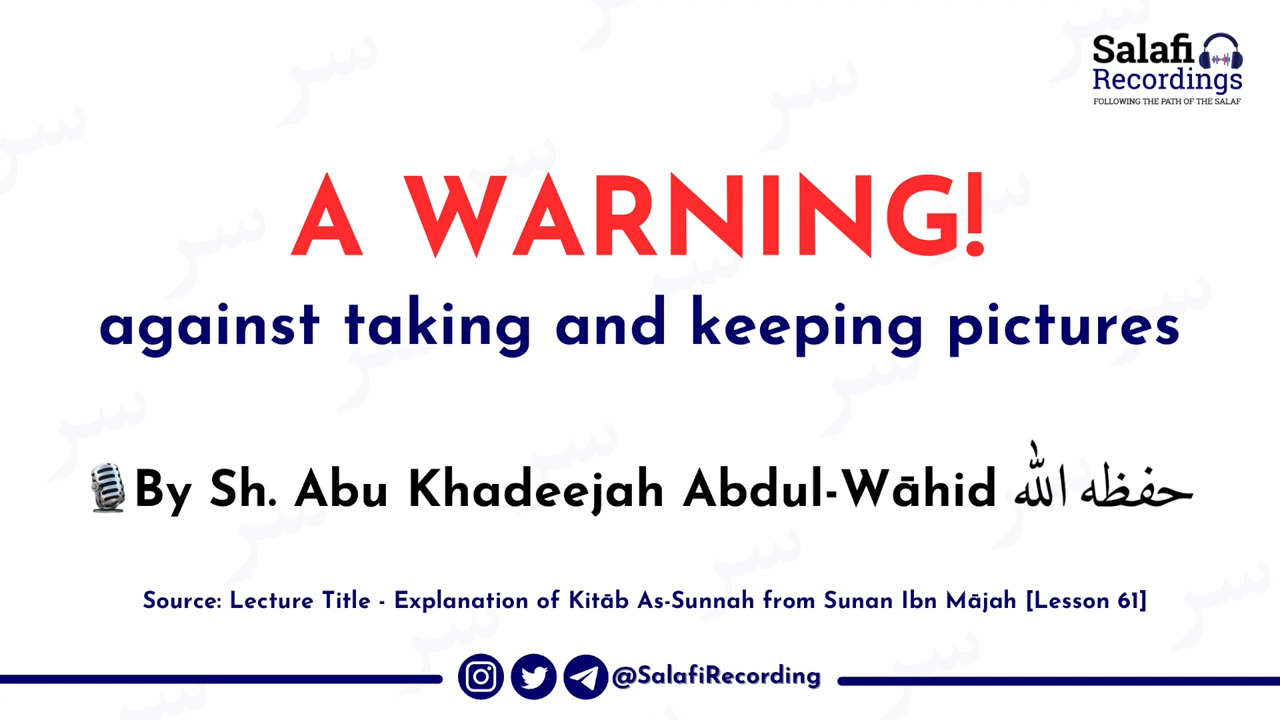 Salafi
Recordings
FOLLOWING THE PATH OF THE SALAF
A WARNING!
against taking and keeping pictures
By Sh. Abu Khadeejah Abdul-Wāhid حفظه الله
Source: Lecture Title - Explanation of Kitāb As-Sunnah from Sunan Ibn Mājah [Lesson 61]
@SalafiRecording